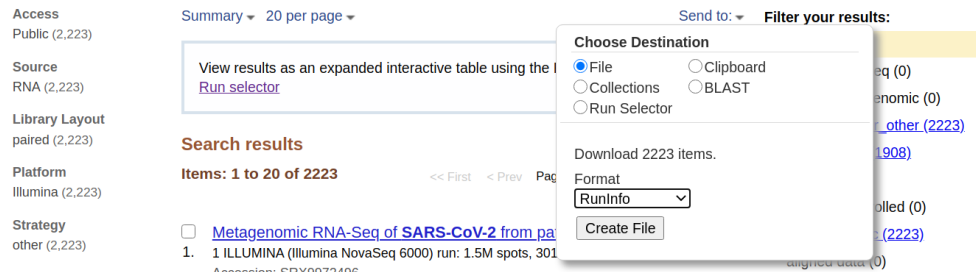 Access
Public (2,223)
Source
RNA (2,223)
Library Layout
paired (2,223)
Platform
Illumina (2,223)
Strategy
other (2,223)
Summary 20 per page Send to:
View results as an expanded interactive table using the
Run selector
Search results
Items: 1 to 20 of 2223 << First < Prev Pag
Metagenomic RNA-Seq of SARS-CoV-2 from pa
1. 1 ILLUMINA (Illumina NovaSeq 6000) run: 1.5M spots, 301
Accession: SRX9973496
Choose Destination
File Clipboard
Collections BLAST
Run Selector
Download 2223 items.
Format
RunInfo
Create File
Filter your results:
eq (0)
enomic (0)
r_other (2223)
1908)
olled (0)
c (2223)
aligned data (0)